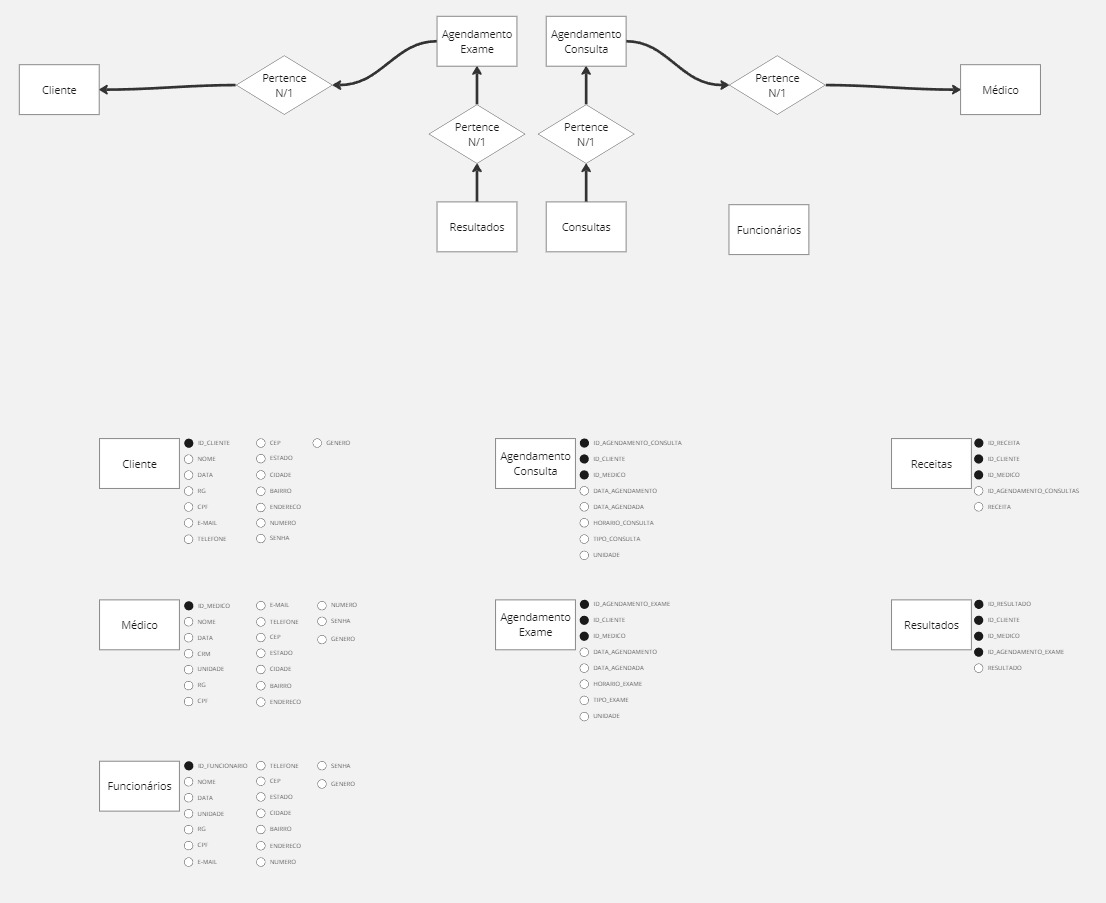 Agendamento
Exame
Agendamento
Consulta
Cliente
Pertence
N/1
Pertence
N/1
Médico
Pertence
N/1
Pertence
N/1
Resultados
Consultas
Funcionários
Cliente
ID_CLIENTE
NOME
DATA
RG
CPF
E-MAIL
TELEFONE
CEP
ESTADO
CIDADE
BAIRRO
ENDERECO
NUMERO
SENHA
GENERO
Agendamento
Consulta
ID_AGENDAMENTO_CONSULTA
ID_CLIENTE
ID_MEDICO
DATA_AGENDAMENTO
DATA_AGENDADA
HORARIO_CONSULTA
TIPO_CONSULTA
UNIDADE
Receitas
ID_RECEITA
ID_CLIENTE
ID_MEDICO
ID_AGENDAMENTO_CONSULTAS
RECEITA
Médico
ID_MEDICO
NOME
DATA
CRM
UNIDADE
RG
CPF
E-MAIL
TELEFONE
CEP
ESTADO
CIDADE
BAIRRO
ENDERECO
NUMERO
SENHA
GENERO
Agendamento
Exame
ID_AGENDAMENTO_EXAME
ID_CLIENTE
ID_MEDICO
DATA_AGENDAMENTO
DATA_AGENDADA
HORARIO_EXAME
TIPO_EXAME
UNIDADE
Resultados
ID_RESULTADO
ID_CLIENTE
ID_MEDICO
ID_AGENDAMENTO_EXAME
RESULTADO
Funcionários
ID_FUNCIONARIO
NOME
DATA
UNIDADE
RG
CPF
E-MAIL
TELEFONE
CEP
ESTADO
CIDADE
BAIRRO
ENDERECO
NUMERO
SENHA
GENERO